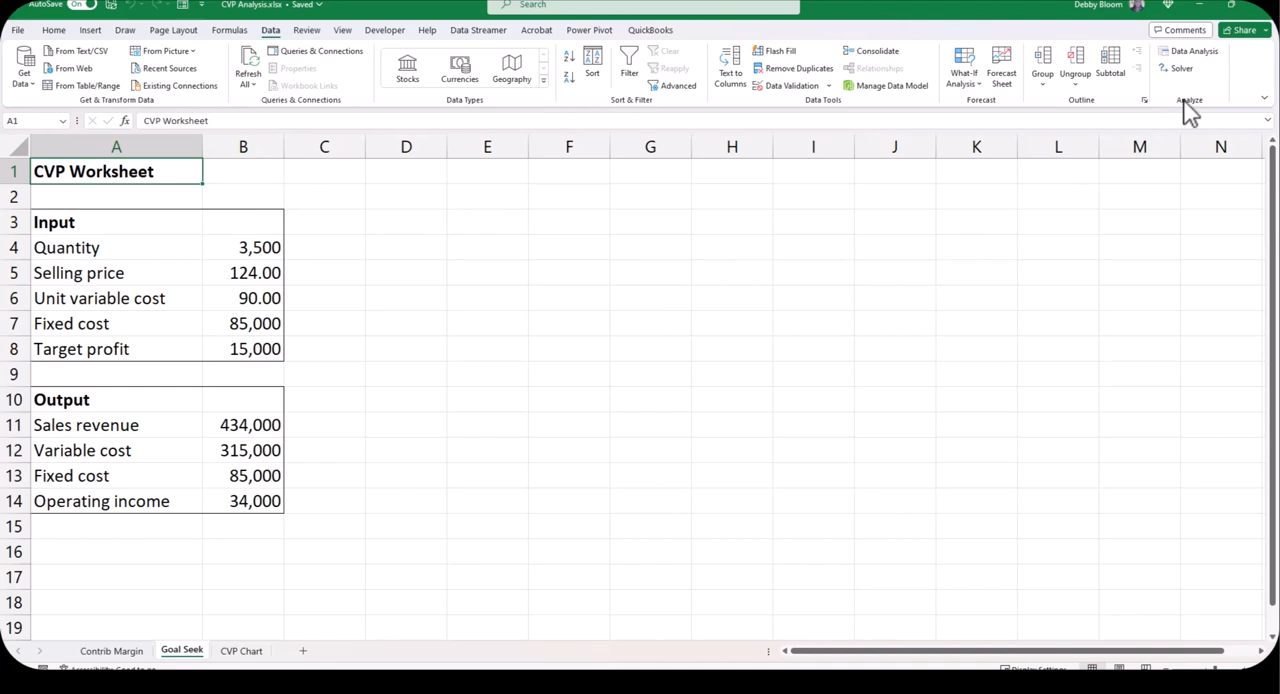 AutoSave On CVP Analysis.xlsx • Saved Search Debby Bloom
File Home Insert Draw Page Layout Formulas Data Review View Developer Help Data Streamer Acrobat Power Pivot QuickBooks Comments Share
Get Data
From Text/CSV
From Web
From Table/Range
From Picture
Recent Sources
Existing Connections
Get & Transform Data
Refresh All
Queries & Connections
Properties
Workbook Links
Queries & Connections
Stocks Currencies Geography
Data Types
Sort
Filter
Clear
Reapply
Advanced
Sort & Filter
Text to Columns
Flash Fill
Remove Duplicates
Data Validation
Consolidate
Relationships
Manage Data Model
Data Tools
What-If Analysis
Forecast Sheet
Forecast
Group Ungroup Subtotal
Outline
Data Analysis
Solver
Analyze
A1 fx CVP Worksheet
A B C D E F G H I J K L M N
1 CVP Worksheet
2
3 Input
4 Quantity 3,500
5 Selling price 124.00
6 Unit variable cost 90.00
7 Fixed cost 85,000
8 Target profit 15,000
9
10 Output
11 Sales revenue 434,000
12 Variable cost 315,000
13 Fixed cost 85,000
14 Operating income 34,000
15
16
17
18
19
Contrib Margin Goal Seek CVP Chart
Accessibility: Good to go Display Settings